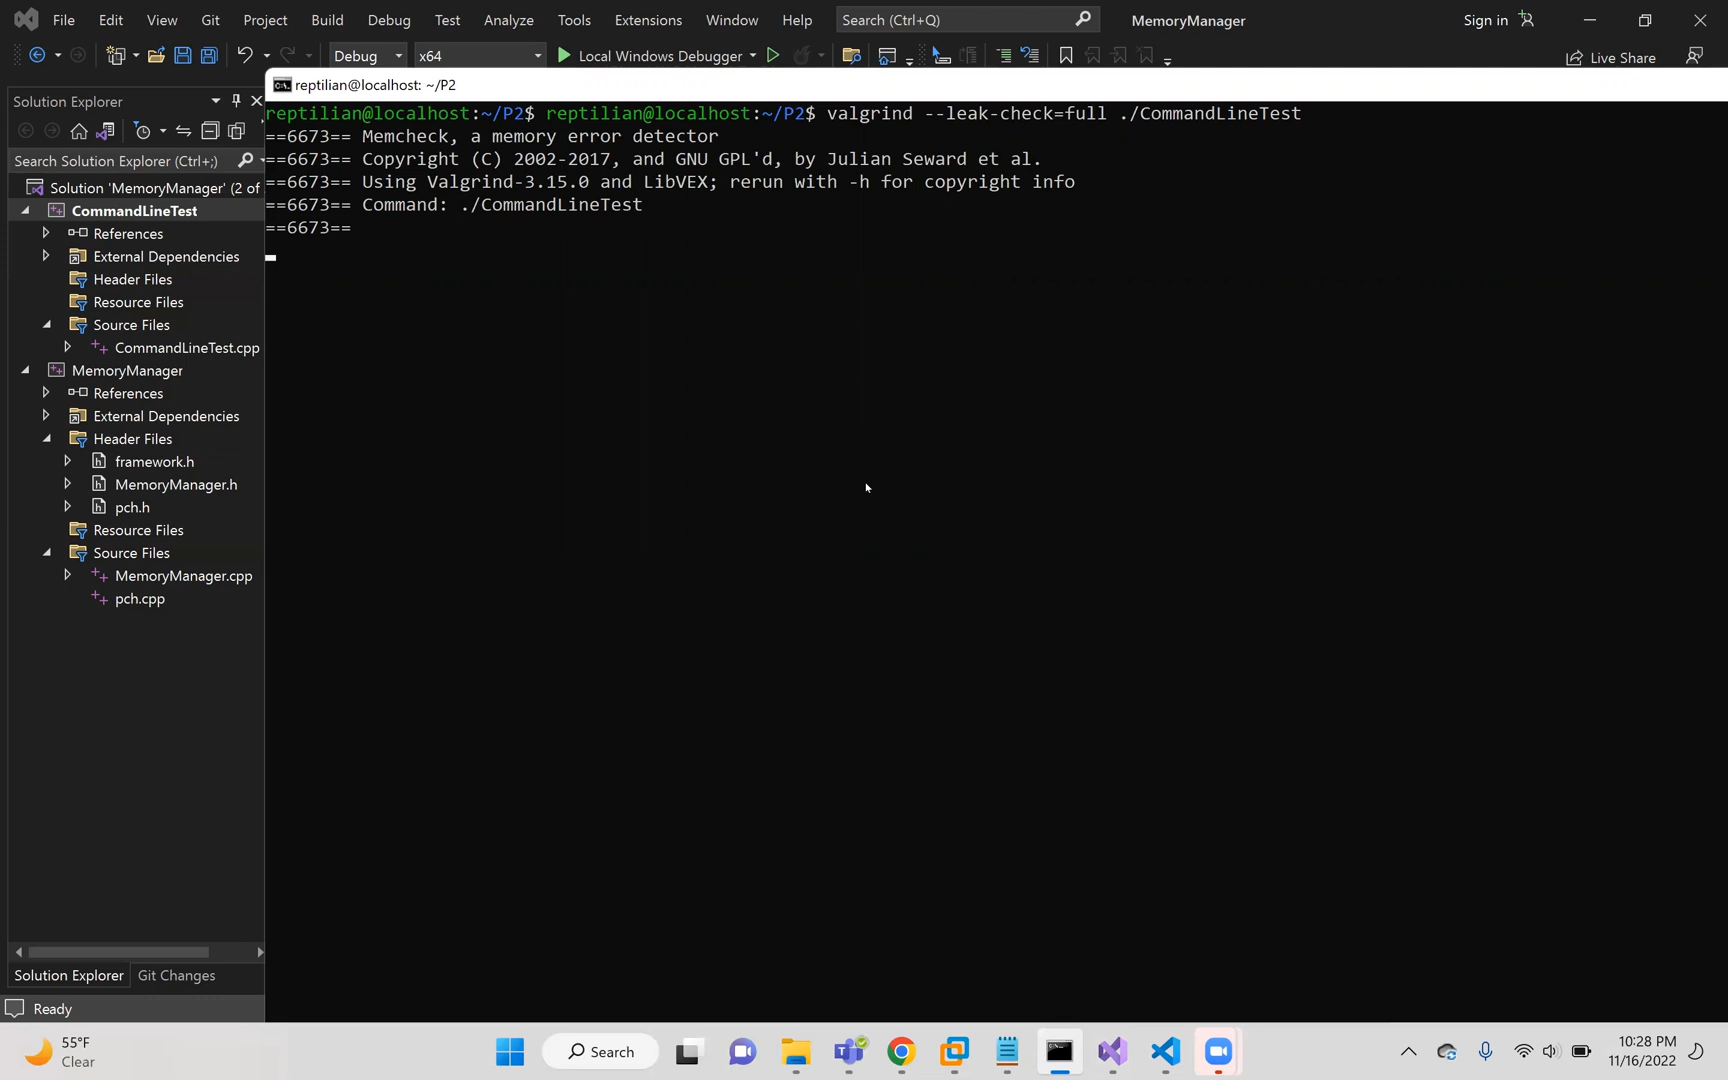 File Edit View Git Project Build Debug Test Analyze Tools Extensions Window Help Search (Ctrl+Q) MemoryManager Sign in
Debug x64 Local Windows Debugger Live Share
Solution Explorer
Search Solution Explorer (Ctrl+;)
Solution 'MemoryManager' (2 of
CommandLineTest
References
External Dependencies
Header Files
Resource Files
Source Files
CommandLineTest.cpp
MemoryManager
References
External Dependencies
Header Files
framework.h
MemoryManager.h
pch.h
Resource Files
Source Files
MemoryManager.cpp
pch.cpp
Solution Explorer Git Changes
Ready
reptilian@localhost: ~/P2
reptilian@localhost:~/P2$ reptilian@localhost:~/P2$ valgrind --leak-check=full ./CommandLineTest
==6673== Memcheck, a memory error detector
==6673== Copyright (C) 2002-2017, and GNU GPL'd, by Julian Seward et al.
==6673== Using Valgrind-3.15.0 and LibVEX; rerun with -h for copyright info
==6673== Command: ./CommandLineTest
==6673==
55°F
Clear
Search
10:28 PM
11/16/2022